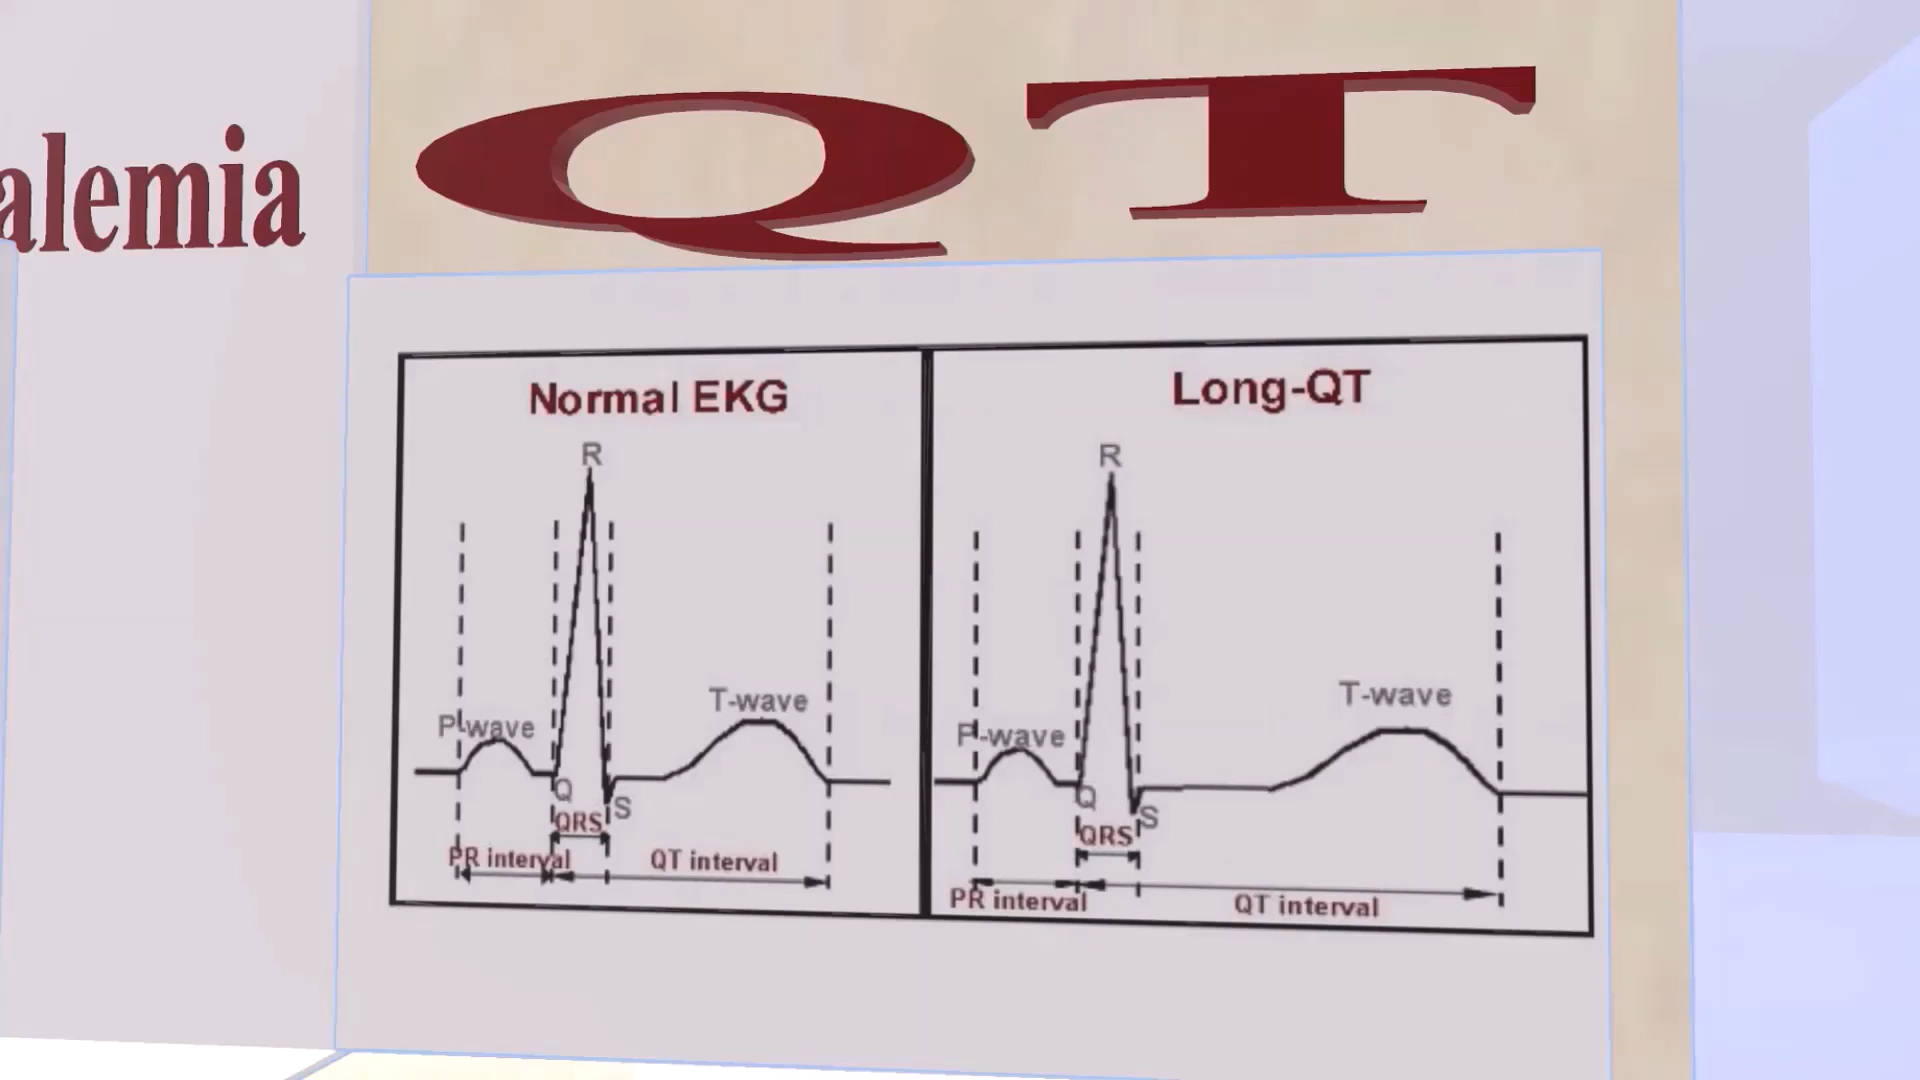 alemia
QT
Normal EKG
R
P-wave
T-wave
Q
S
QRS
PR interval
QT interval
Long-QT
R
P-wave
T-wave
Q
S
QRS
PR interval
QT interval